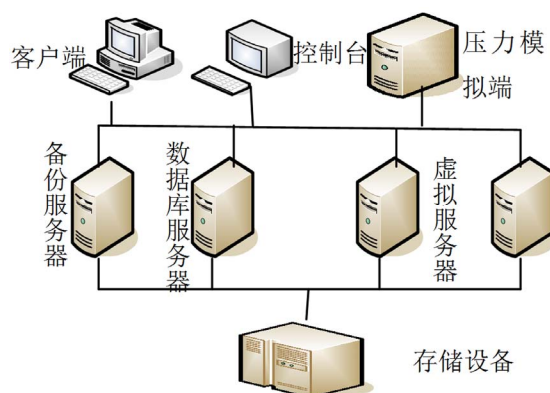 客户端
控制台
压力模
拟端
备份服务器
数据库服务器
虚拟服务器
存储设备